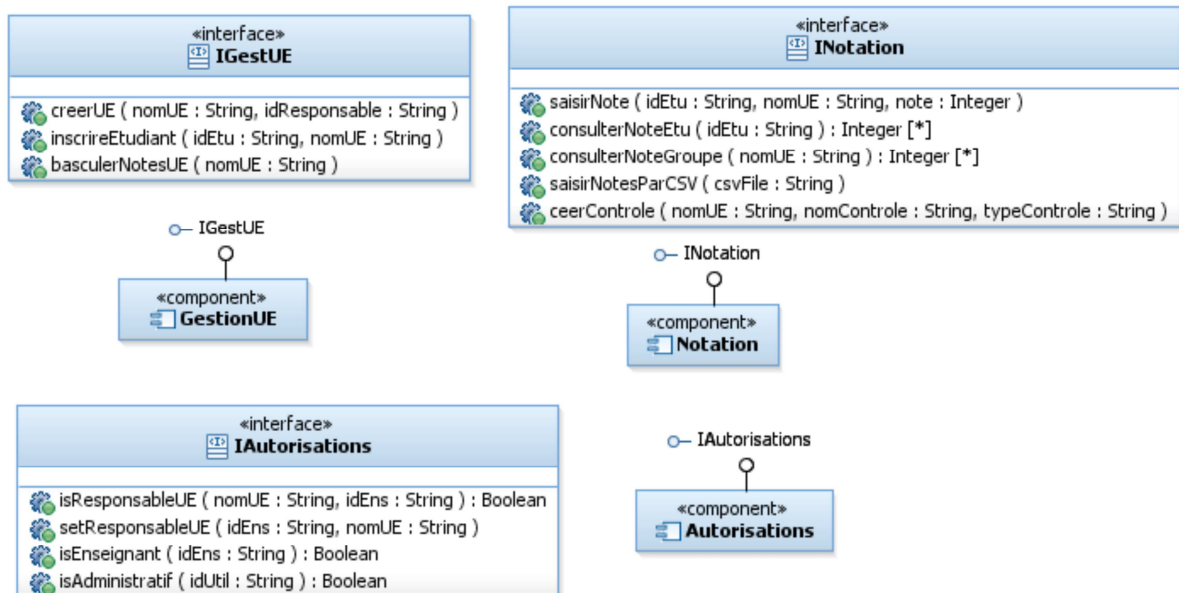 «interface»
IGestUE
creerUE ( nomUE : String, idResponsable : String )
inscrireEtudiant ( idEtu : String, nomUE : String )
basculerNotesUE ( nomUE : String )
«interface»
INotation
saisirNote ( idEtu : String, nomUE : String, note : Integer )
consulterNoteEtu ( idEtu : String ) : Integer [*]
consulterNoteGroupe ( nomUE : String ) : Integer [*]
saisirNotesParCSV ( csvFile : String )
ceerControle ( nomUE : String, nomControle : String, typeControle : String )
IGestUE
«component»
GestionUE
INotation
«component»
Notation
«interface»
IAutorisations
isResponsableUE ( nomUE : String, idEns : String ) : Boolean
setResponsableUE ( idEns : String, nomUE : String )
isEnseignant ( idEns : String ) : Boolean
isAdministratif ( idUtil : String ) : Boolean
IAutorisations
«component»
Autorisations